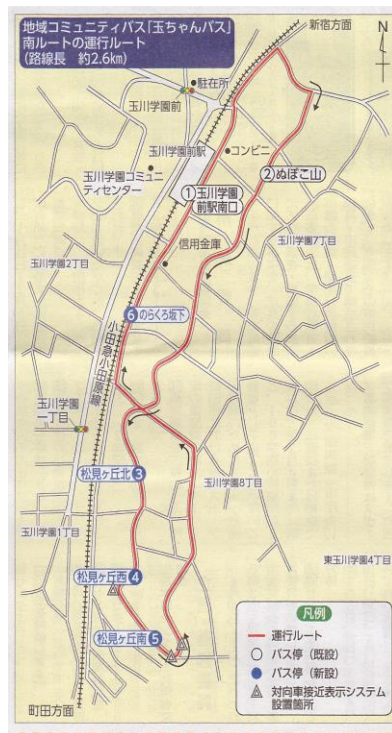 地域コミュニティバス「玉ちゃんバス」
南ルートの運行ルート
(路線長 約2.6km)
新宿方面
N
駐在所
玉川学園前
玉川学園前駅
コンビニ
玉川学園コミュニ
ティセンター
②ぬぽこ山
①玉川学園
前駅南口
信用金庫
玉川学園7丁目
玉川学園2丁目
⑥のらくろ坂下
小田急小田原線
玉川学園
一丁目
松見ヶ丘北③
玉川学園8丁目
玉川学園1丁目
東玉川学園4丁目
松見ヶ丘西④
松見ヶ丘南⑤
凡例
運行ルート
バス停(既設)
バス停(新設)
対向車接近表示システム
設置箇所
町田方面